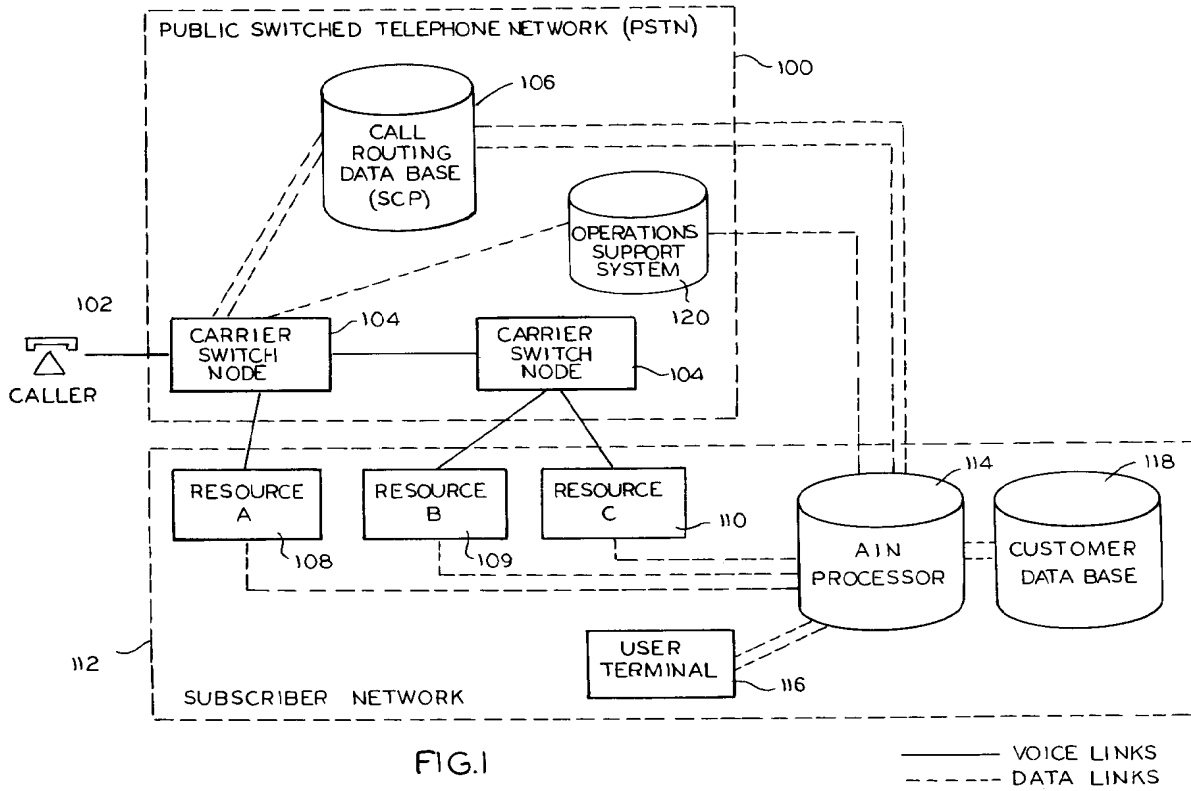 PUBLIC SWITCHED TELEPHONE NETWORK (PSTN)
100
106
CALL
ROUTING
DATA BASE
(SCP)
OPERATIONS
SUPPORT
SYSTEM
120
102
CALLER
CARRIER
SWITCH
NODE
104
CARRIER
SWITCH
NODE
104
RESOURCE
A
108
RESOURCE
B
109
RESOURCE
C
110
114
AIN
PROCESSOR
118
CUSTOMER
DATA BASE
USER
TERMINAL
116
112
SUBSCRIBER NETWORK
FIG.1
VOICE LINKS
DATA LINKS